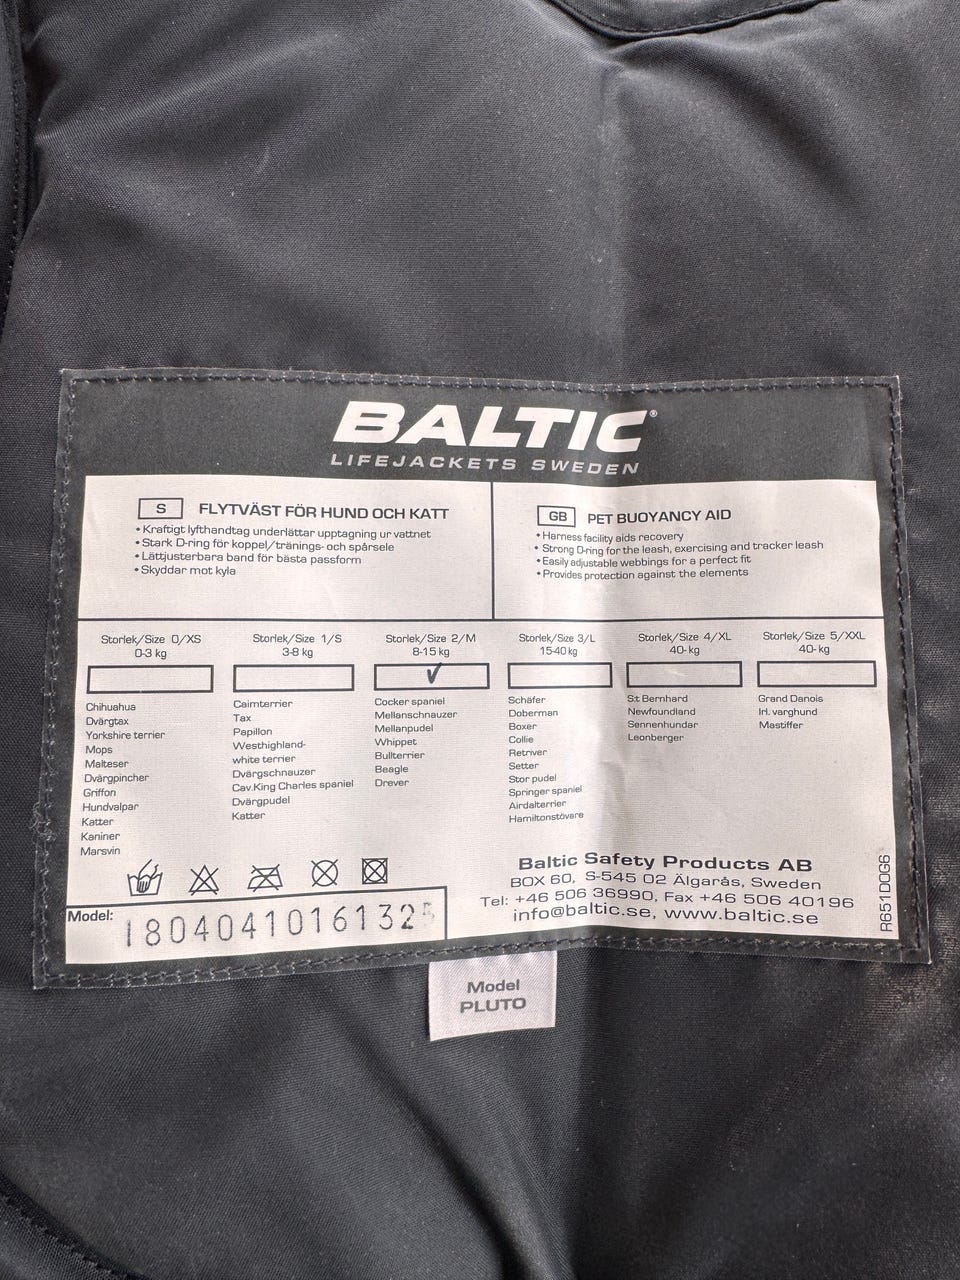 BALTIC®
LIFEJACKETS SWEDEN
S FLYTVÄST FÖR HUND OCH KATT
• Kraftigt lyfthandtag underlättar upptagning ur vattnet
• Stark D-ring för koppel/tränings- och spårsele
• Lättjusterbara band för bästa passform
• Skyddar mot kyla
GB PET BUOYANCY AID
• Harness facility aids recovery
• Strong D-ring for the leash, exercising and tracker leash
• Easily adjustable webbings for a perfect fit
• Provides protection against the elements
Storlek/Size 0/XS
0-3 kg
Chihuahua
Dvärgtax
Yorkshire terrier
Mops
Malteser
Dvärgpincher
Griffon
Hundvalpar
Katter
Kaniner
Marsvin
Storlek/Size 1/S
3-8 kg
Cairnterrier
Tax
Papillon
Westhighland-
white terrier
Dvärgschnauzer
Cav.King Charles spaniel
Dvärgpudel
Katter
Storlek/Size 2/M
8-15 kg
✓
Cocker spaniel
Mellanschnauzer
Mellanpudel
Whippet
Bullterrier
Beagle
Drever
Storlek/Size 3/L
15-40 kg
Schäfer
Doberman
Boxer
Collie
Retriver
Setter
Stor pudel
Springer spaniel
Airdalterrier
Hamiltonstövare
Storlek/Size 4/XL
40- kg
S:t Bernhard
Newfoundland
Sennenhundar
Leonberger
Storlek/Size 5/XXL
40- kg
Grand Danois
Irl. varghund
Mastiffer
Baltic Safety Products AB
BOX 60, S-545 02 Älgarås, Sweden
Tel: +46 506 36990, Fax +46 506 40196
info@baltic.se, www.baltic.se
R651DOG6
Model: 18040410161325
Model
PLUTO